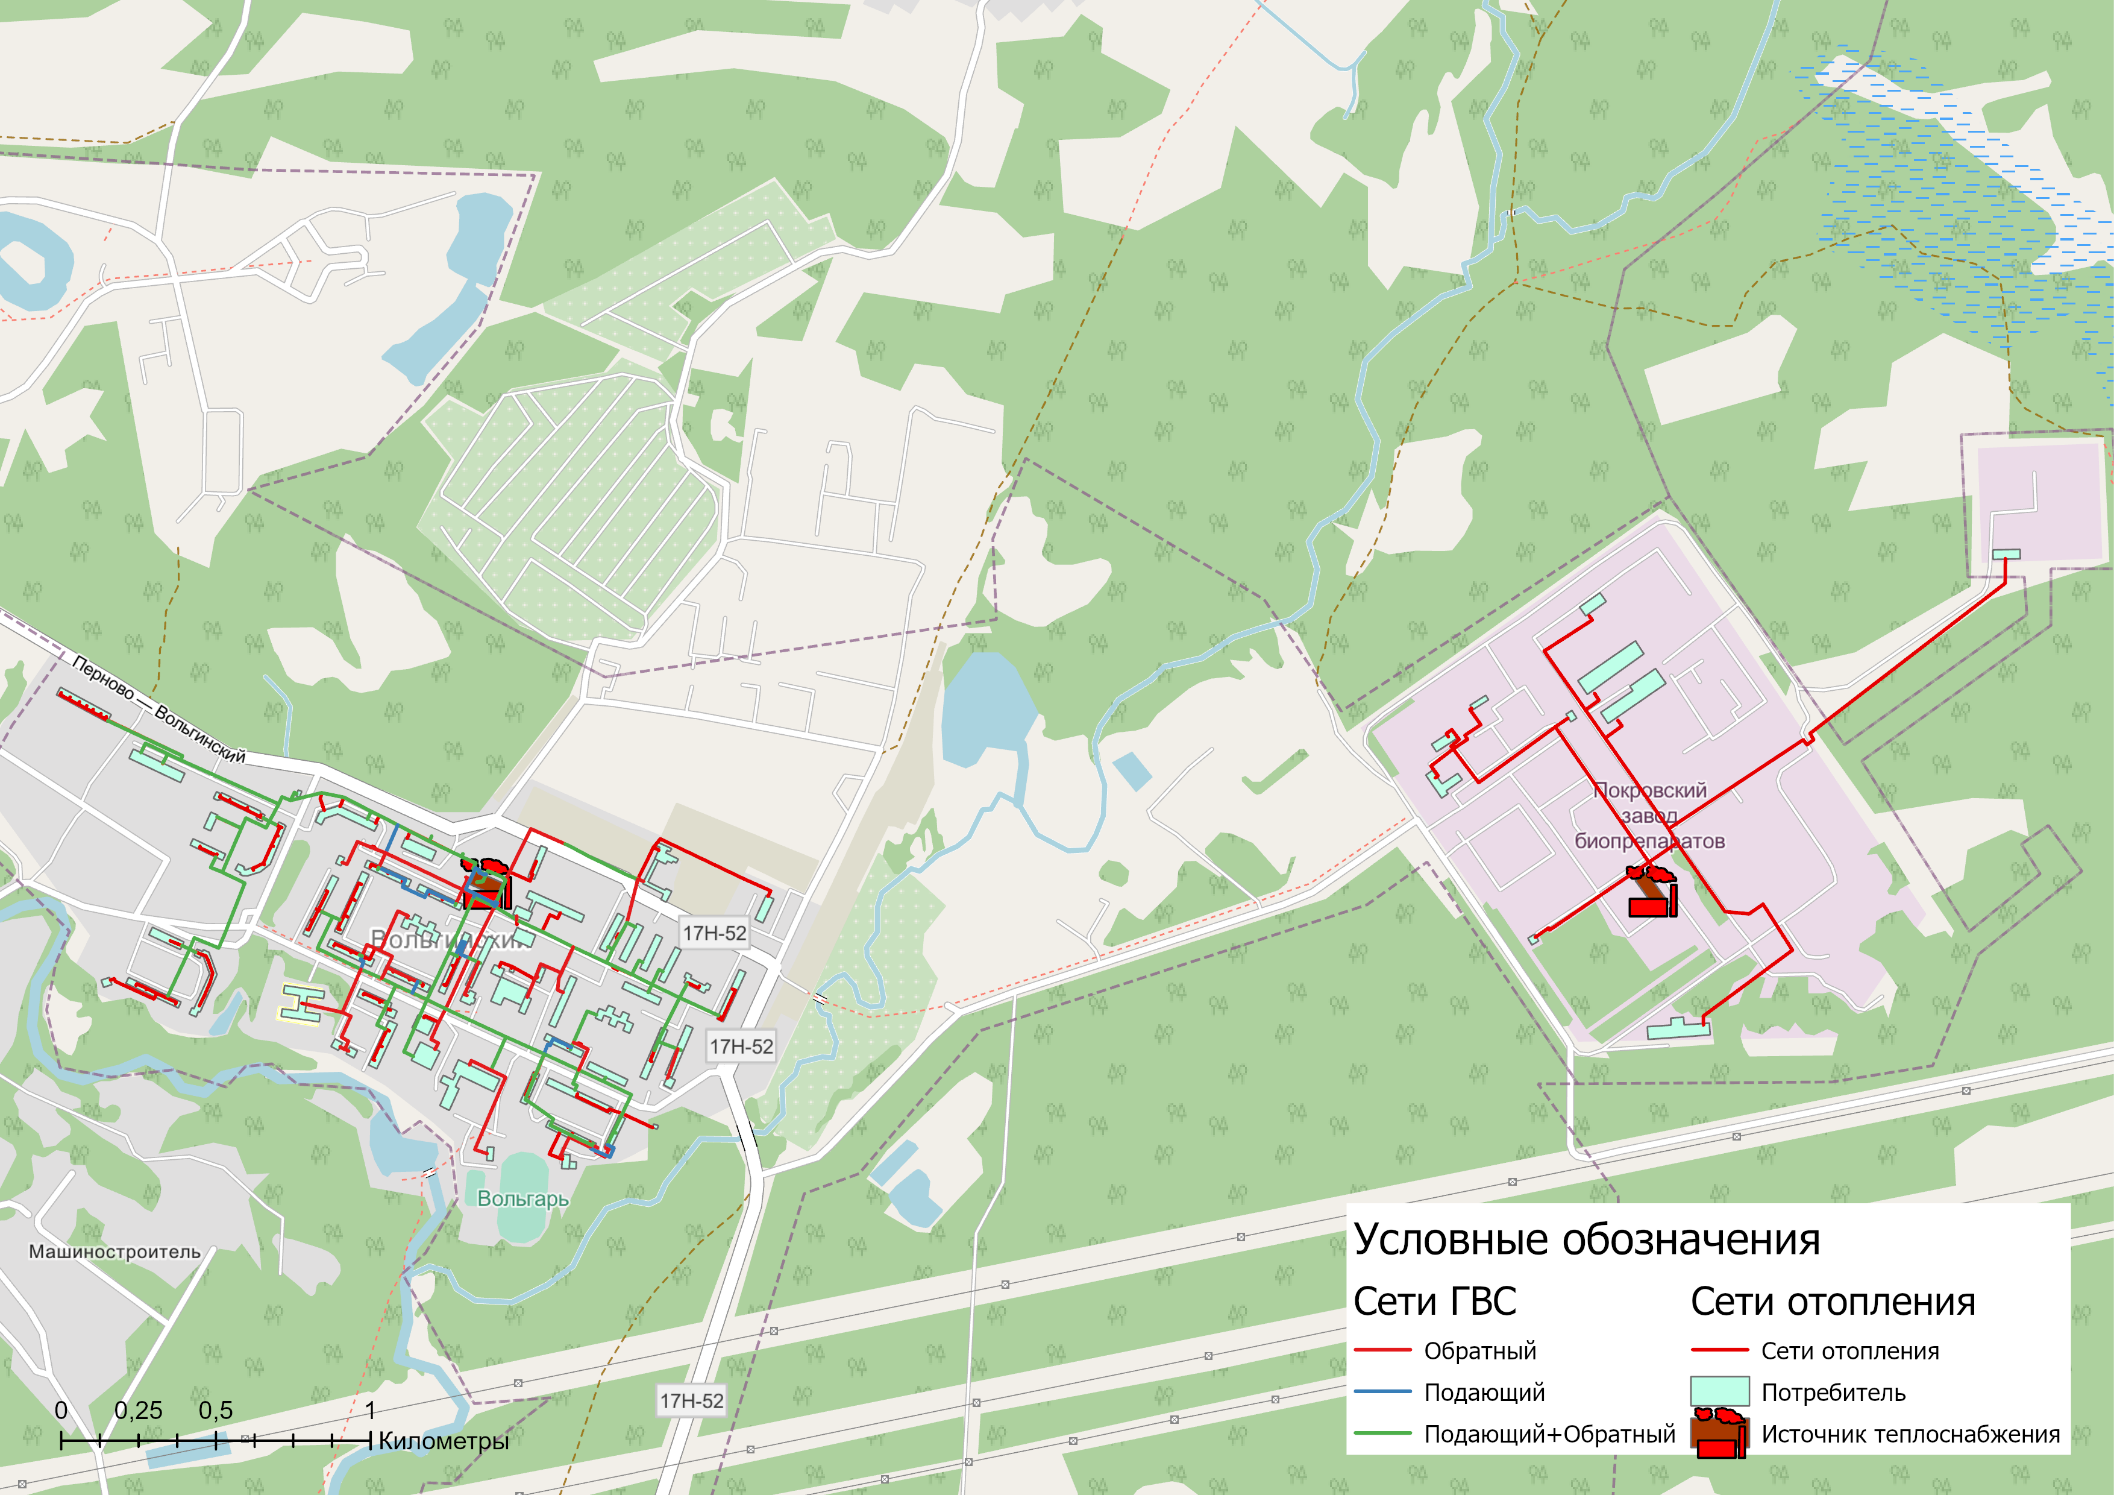 Перново — Вольгинский
Покровский
завод
биопрепаратов
Вольгинский
17Н-52
17Н-52
Вольгарь
Машиностроитель
17Н-52
0 0,25 0,5 1
Километры
Условные обозначения
Сети ГВС
Обратный
Подающий
Подающий+Обратный
Сети отопления
Сети отопления
Потребитель
Источник теплоснабжения